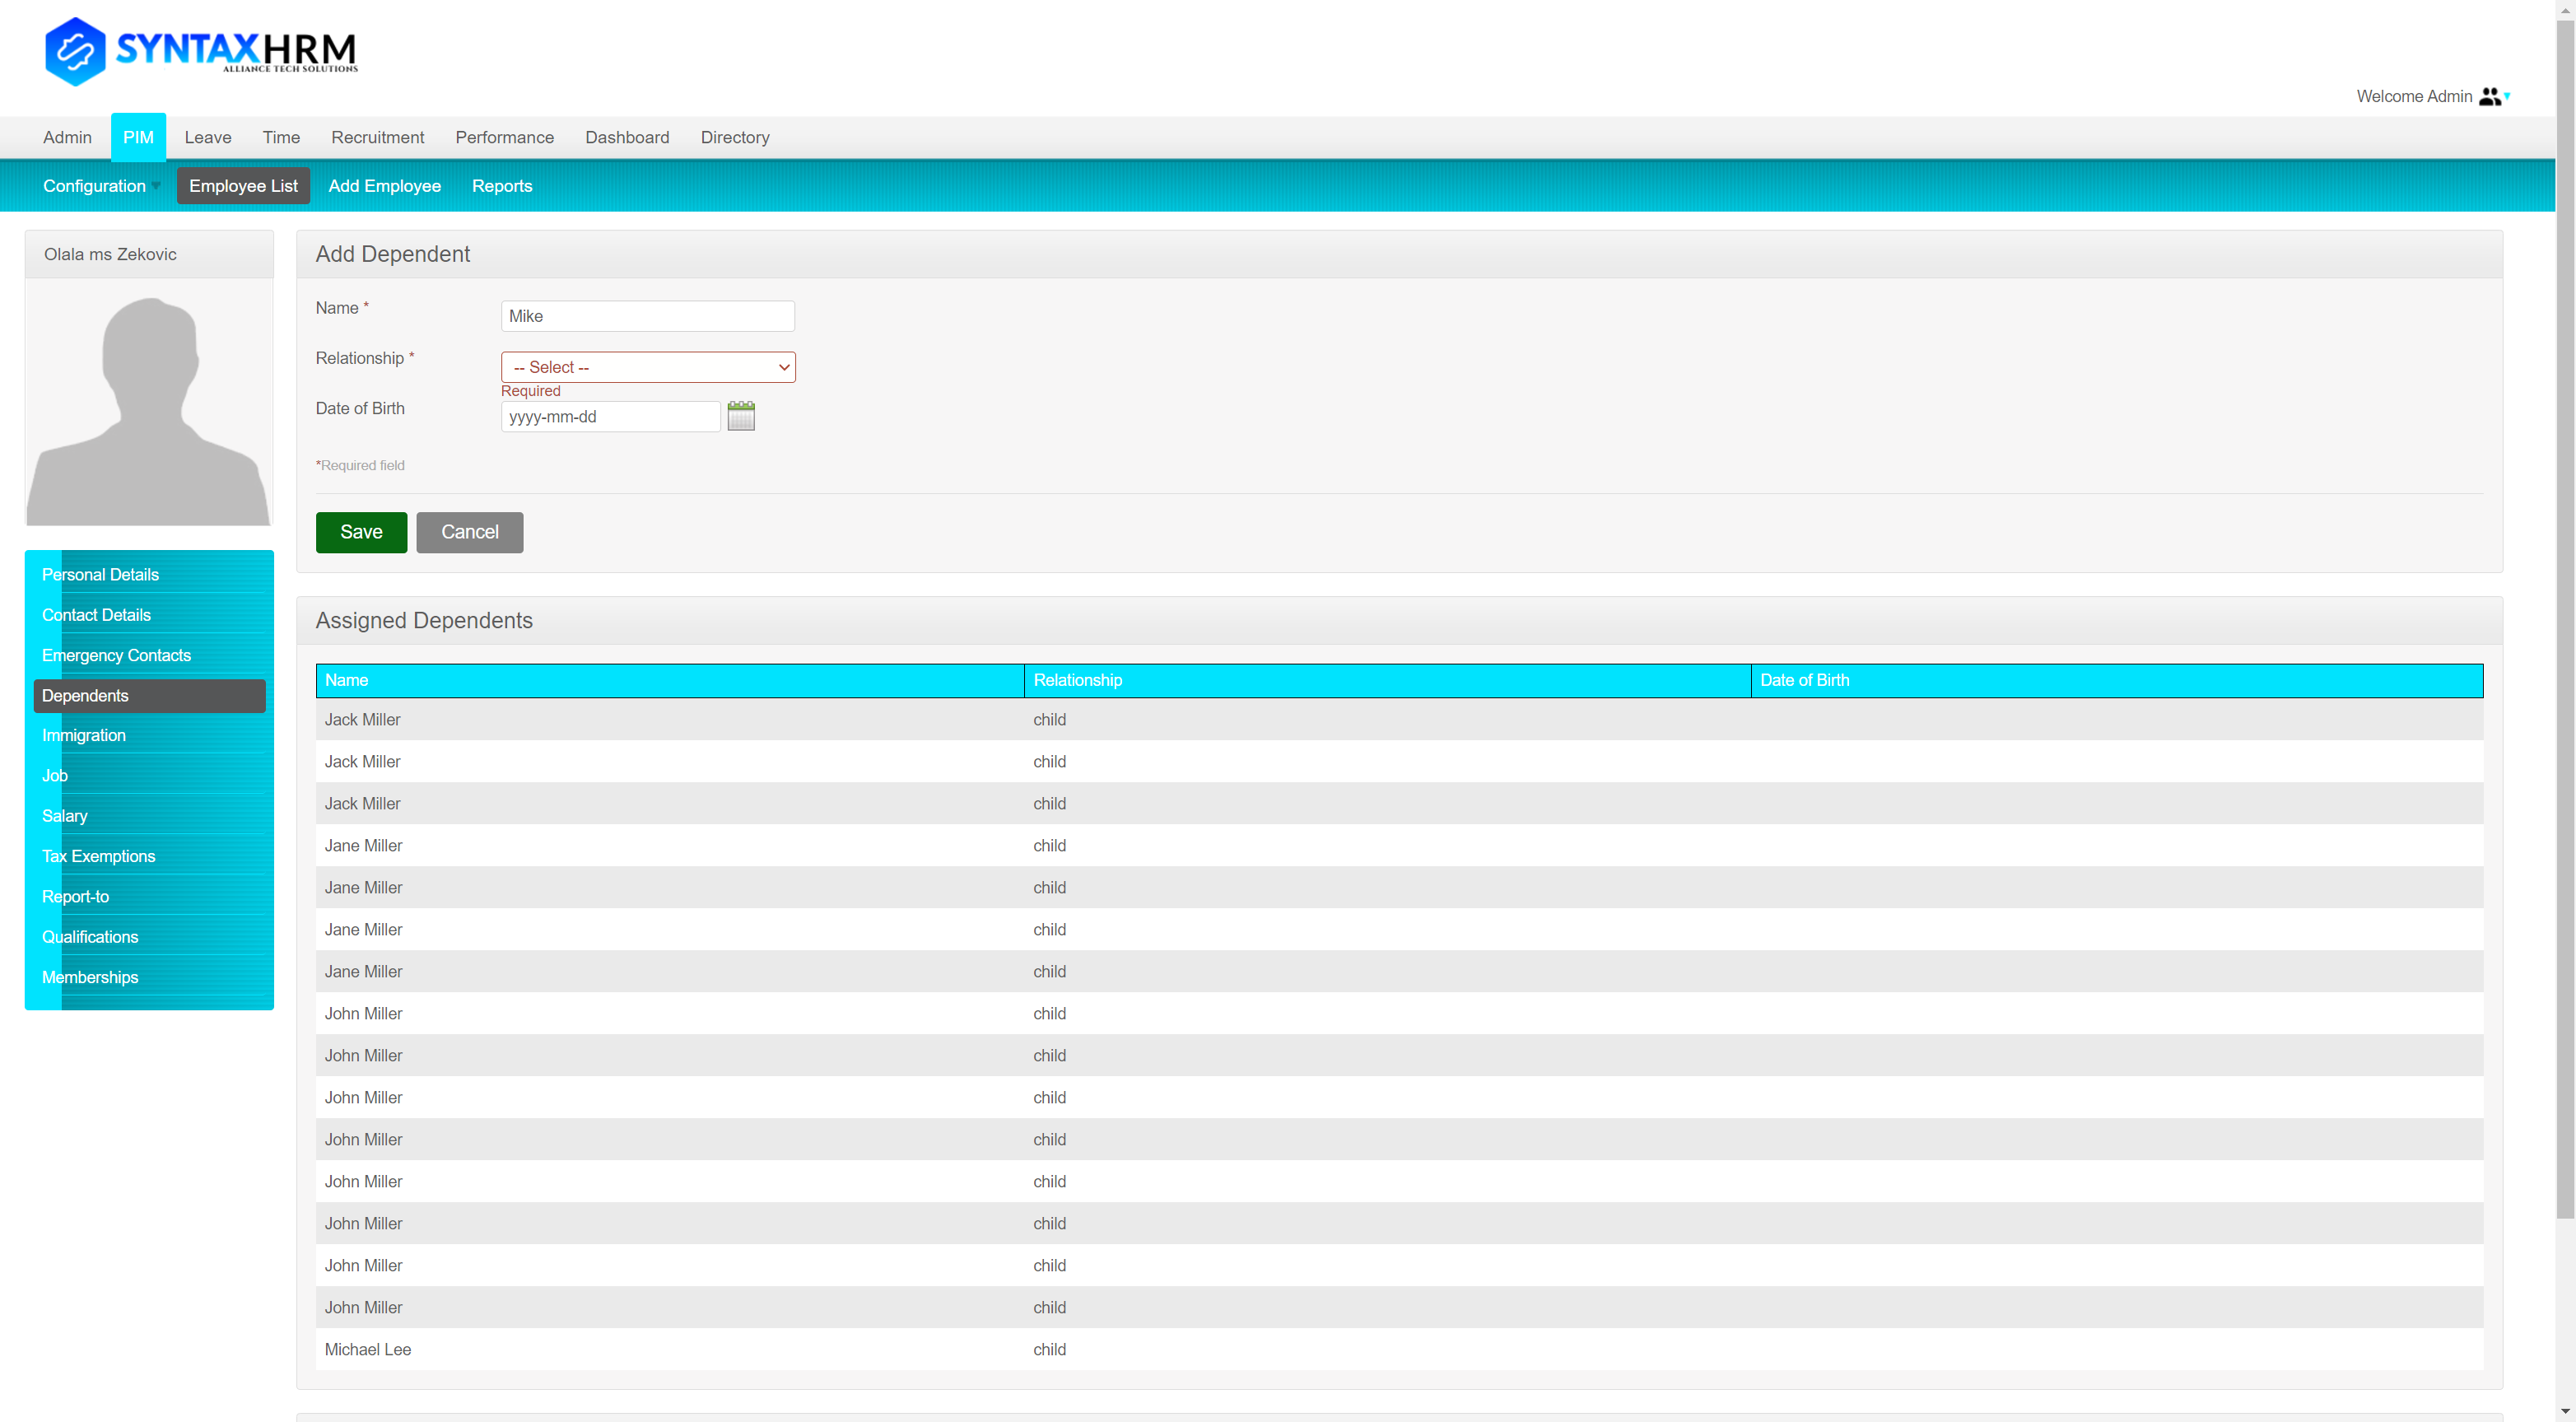 SYNTAXHRM
ALLIANCE TECH SOLUTIONS
Welcome Admin
Admin PIM Leave Time Recruitment Performance Dashboard Directory
Configuration Employee List Add Employee Reports
Olala ms Zekovic
Add Dependent
Name * Mike
Relationship * -- Select --
Required
Date of Birth yyyy-mm-dd
*Required field
Save Cancel
Personal Details
Contact Details
Emergency Contacts
Dependents
Immigration
Job
Salary
Tax Exemptions
Report-to
Qualifications
Memberships
Assigned Dependents
Name Relationship Date of Birth
Jack Miller child
Jack Miller child
Jack Miller child
Jane Miller child
Jane Miller child
Jane Miller child
Jane Miller child
John Miller child
John Miller child
John Miller child
John Miller child
John Miller child
John Miller child
John Miller child
John Miller child
Michael Lee child